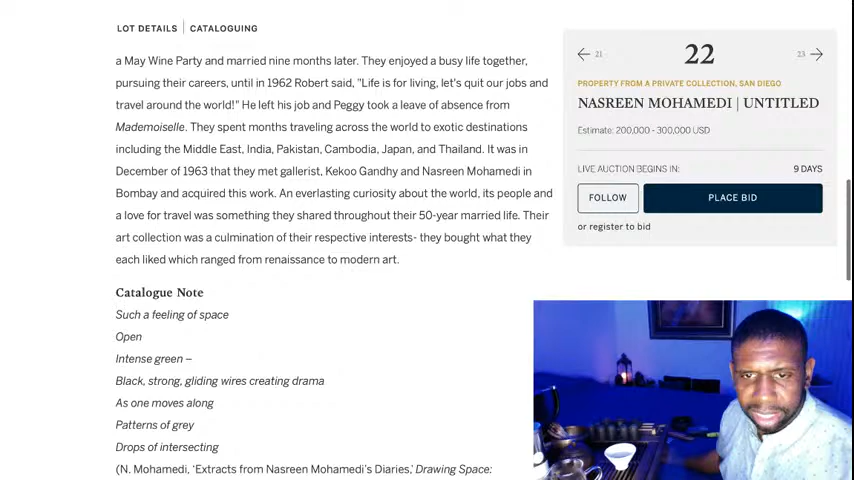 LOT DETAILS | CATALOGUING
a May Wine Party and married nine months later. They enjoyed a busy life together,
pursuing their careers, until in 1962 Robert said, "Life is for living, let's quit our jobs and
travel around the world!" He left his job and Peggy took a leave of absence from
Mademoiselle. They spent months traveling across the world to exotic destinations
including the Middle East, India, Pakistan, Cambodia, Japan, and Thailand. It was in
December of 1963 that they met gallerist, Kekoo Gandhy and Nasreen Mohamedi in
Bombay and acquired this work. An everlasting curiosity about the world, its people and
a love for travel was something they shared throughout their 50-year married life. Their
art collection was a culmination of their respective interests- they bought what they
each liked which ranged from renaissance to modern art.
Catalogue Note
Such a feeling of space
Open
Intense green –
Black, strong, gliding wires creating drama
As one moves along
Patterns of grey
Drops of intersecting
(N. Mohamedi, 'Extracts from Nasreen Mohamedi's Diaries,' Drawing Space:
21
22
23
PROPERTY FROM A PRIVATE COLLECTION, SAN DIEGO
NASREEN MOHAMEDI | UNTITLED
Estimate: 200,000 - 300,000 USD
LIVE AUCTION BEGINS IN: 9 DAYS
FOLLOW PLACE BID
or register to bid